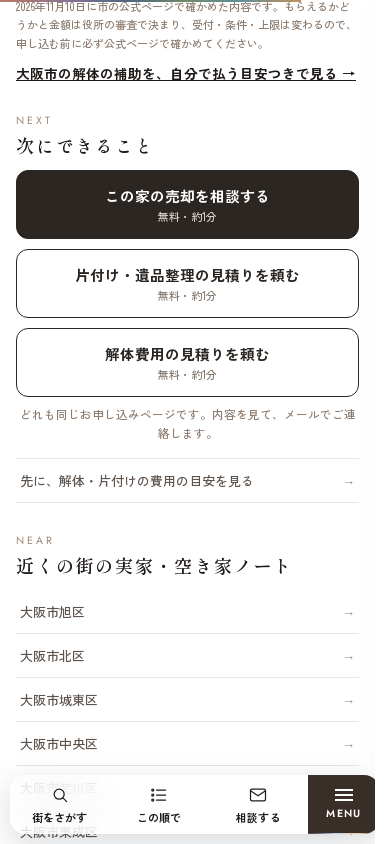 2026年11月10日に市の公式ページで確かめた内容です。もらえるかど
うかと金額は役所の審査で決まり、受付・条件・上限は変わるので、
申し込む前に必ず公式ページで確かめてください。
大阪市の解体の補助を、自分で払う目安つきで見る →
NEXT
次にできること
この家の売却を相談する
無料・約1分
片付け・遺品整理の見積りを頼む
無料・約1分
解体費用の見積りを頼む
無料・約1分
どれも同じお申し込みページです。内容を見て、メールでご連
絡します。
先に、解体・片付けの費用の目安を見る →
NEAR
近くの街の実家・空き家ノート
大阪市旭区 →
大阪市北区 →
大阪市城東区 →
大阪市中央区 →
大阪市淀川区
大阪市東成区
街をさがす
この順で
相談する
MENU